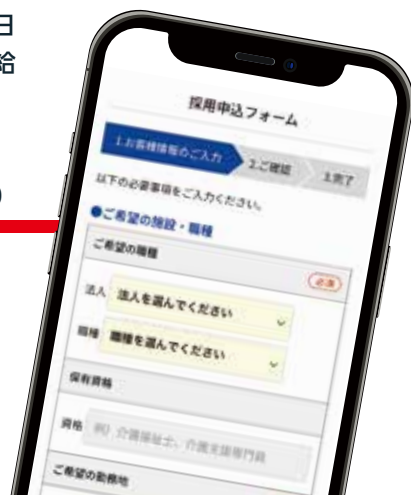 日
給
採用申込フォーム
1.お客様情報のご入力 2.ご確認 3.完了
以下の必要事項をご入力ください。
●ご希望の施設・職種
ご希望の職種 必須
法人 法人を選んでください
職種 職種を選んでください
保有資格
資格 例）介護福祉士、介護支援専門員
ご希望の勤務地